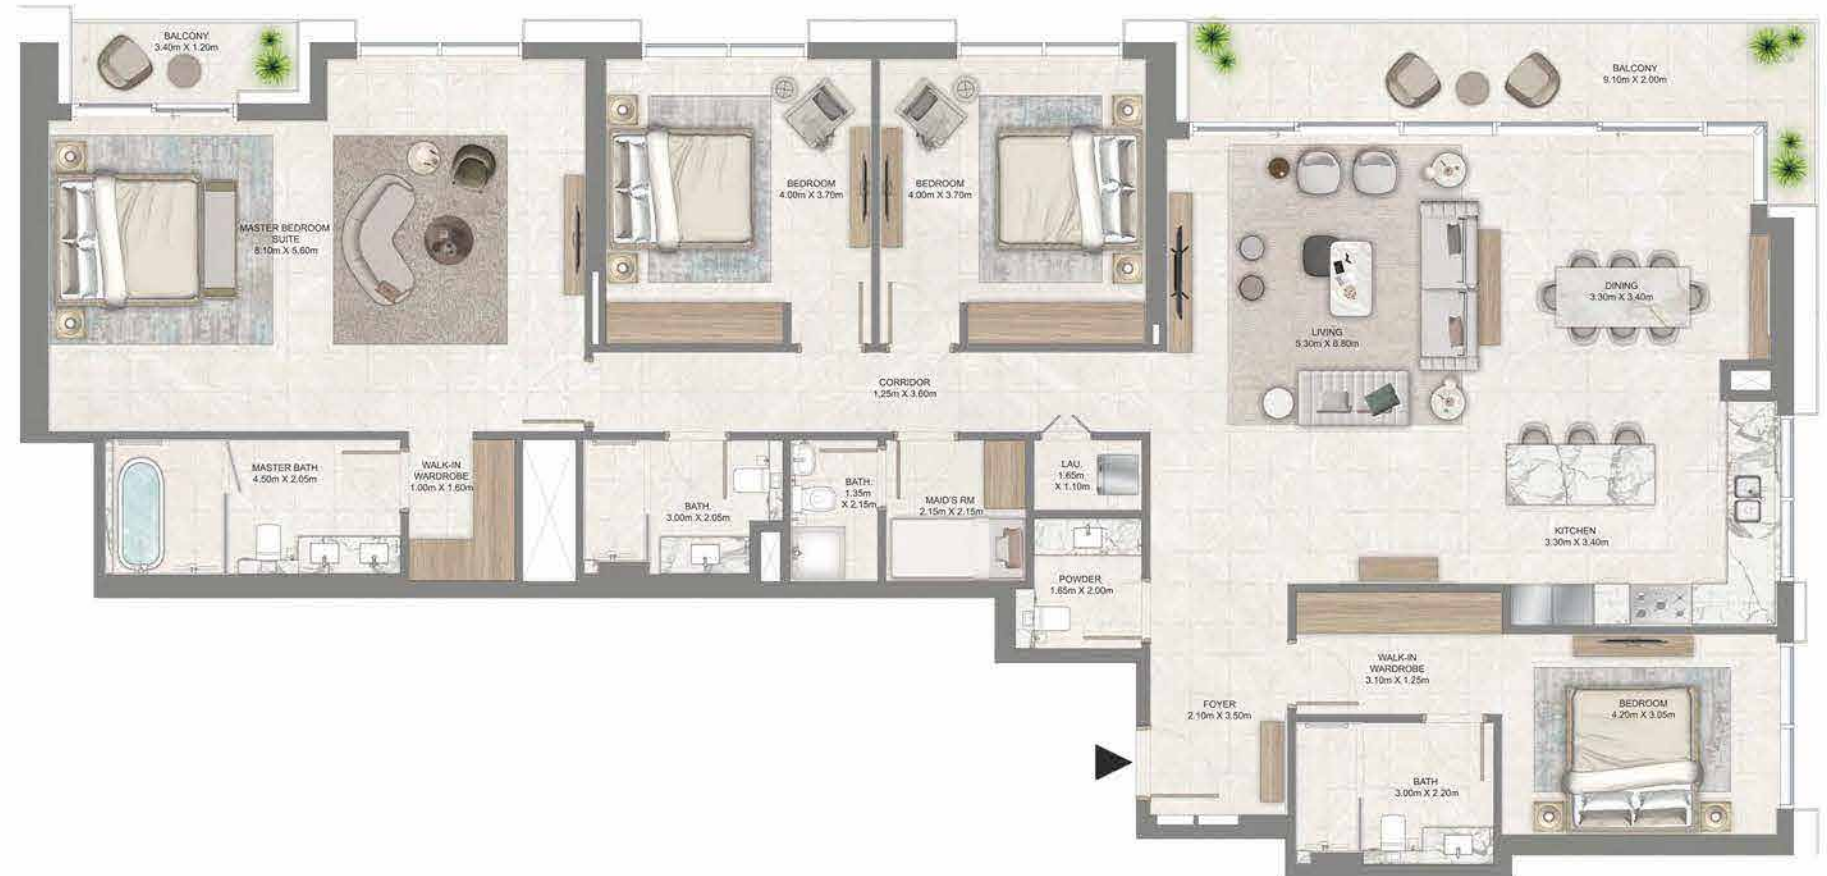 BALCONY
3.40m X 1.20m
BALCONY
9.10m X 2.00m
MASTER BEDROOM
SUITE
8.10m X 5.60m
BEDROOM
4.00m X 3.70m
BEDROOM
4.00m X 3.70m
LIVING
5.30m X 8.80m
DINING
3.30m X 3.40m
CORRIDOR
1.25m X 3.60m
MASTER BATH
4.50m X 2.05m
WALK-IN
WARDROBE
1.00m X 1.60m
BATH.
3.00m X 2.05m
BATH.
1.35m
X 2.15m
MAID'S RM
2.15m X 2.15m
LAU.
1.65m
X 1.10m
KITCHEN
3.30m X 3.40m
POWDER
1.65m X 2.00m
FOYER
2.10m X 3.50m
WALK-IN
WARDROBE
3.10m X 1.25m
BEDROOM
4.20m X 3.05m
BATH
3.00m X 2.20m